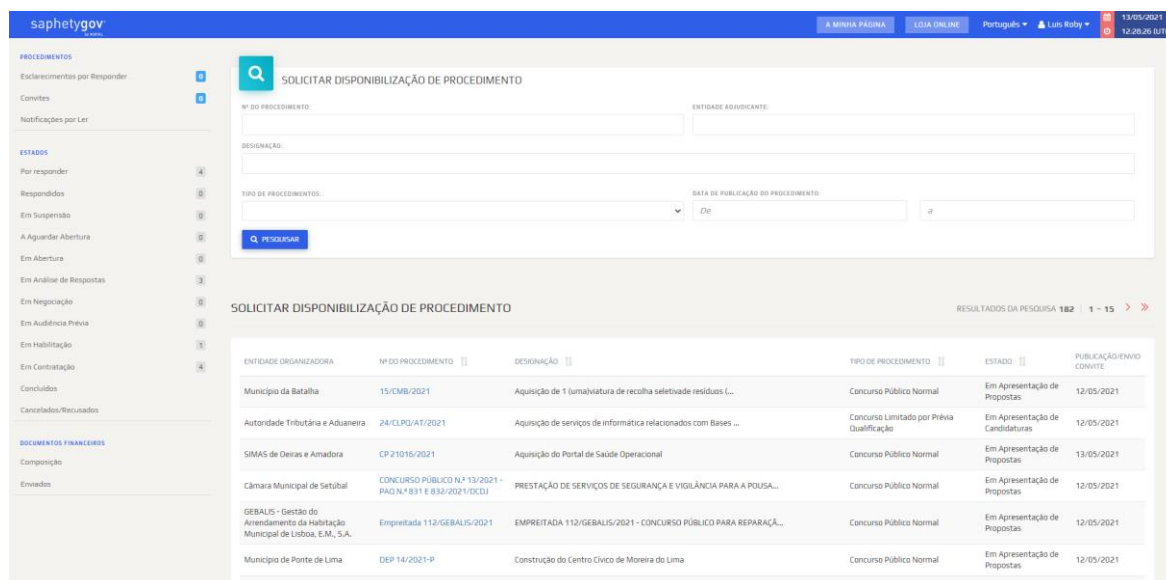 saphetygov
A MINHA PÁGINA
LOJA ONLINE
Português
Luis Roby
13/05/2021
12:28:26 (UT
PROCEDIMENTOS
Esclarecimentos por Responder 0
Convites 0
Notificações por Ler
ESTADOS
Por responder 4
Respondidos 0
Em Suspensão 0
A Aguardar Abertura 0
Em Abertura 0
Em Análise de Respostas 3
Em Negociação 0
Em Audiência Prévia 0
Em Habilitação 1
Em Contratação 4
Concluídos
Cancelados/Recusados
DOCUMENTOS FINANCEIROS
Composição
Enviados
SOLICITAR DISPONIBILIZAÇÃO DE PROCEDIMENTO
Nº DO PROCEDIMENTO:
ENTIDADE ADJUDICANTE:
DESIGNAÇÃO:
TIPO DE PROCEDIMENTOS:
DATA DE PUBLICAÇÃO DO PROCEDIMENTO
De
a
PESQUISAR
SOLICITAR DISPONIBILIZAÇÃO DE PROCEDIMENTO
RESULTADOS DA PESQUISA 182 1 - 15
ENTIDADE ORGANIZADORA
Nº DO PROCEDIMENTO
DESIGNAÇÃO
TIPO DE PROCEDIMENTO
ESTADO
PUBLICAÇÃO/ENVIO
CONVITE
Município da Batalha
15/CMB/2021
Aquisição de 1 (uma)viatura de recolha seletivade resíduos (...
Concurso Público Normal
Em Apresentação de
Propostas
12/05/2021
Autoridade Tributária e Aduaneira
24/CLPQ/AT/2021
Aquisição de serviços de informática relacionados com Bases ...
Concurso Limitado por Prévia
Qualificação
Em Apresentação de
Candidaturas
12/05/2021
SIMAS de Oeiras e Amadora
CP 21016/2021
Aquisição do Portal de Saúde Operacional
Concurso Público Normal
Em Apresentação de
Propostas
13/05/2021
Câmara Municipal de Setúbal
CONCURSO PÚBLICO N.º 13/2021 -
PAQ N.º 831 E 832/2021/DCDJ
PRESTAÇÃO DE SERVIÇOS DE SEGURANÇA E VIGILÂNCIA PARA A POUSA...
Concurso Público Normal
Em Apresentação de
Propostas
12/05/2021
GEBALIS - Gestão do
Arrendamento da Habitação
Municipal de Lisboa, E.M., S.A.
Empreitada 112/GEBALIS/2021
EMPREITADA 112/GEBALIS/2021 - CONCURSO PÚBLICO PARA REPARAÇÃ...
Concurso Público Normal
Em Apresentação de
Propostas
12/05/2021
Município de Ponte de Lima
DEP 14/2021-P
Construção do Centro Cívico de Moreira do Lima
Concurso Público Normal
Em Apresentação de
Propostas
12/05/2021